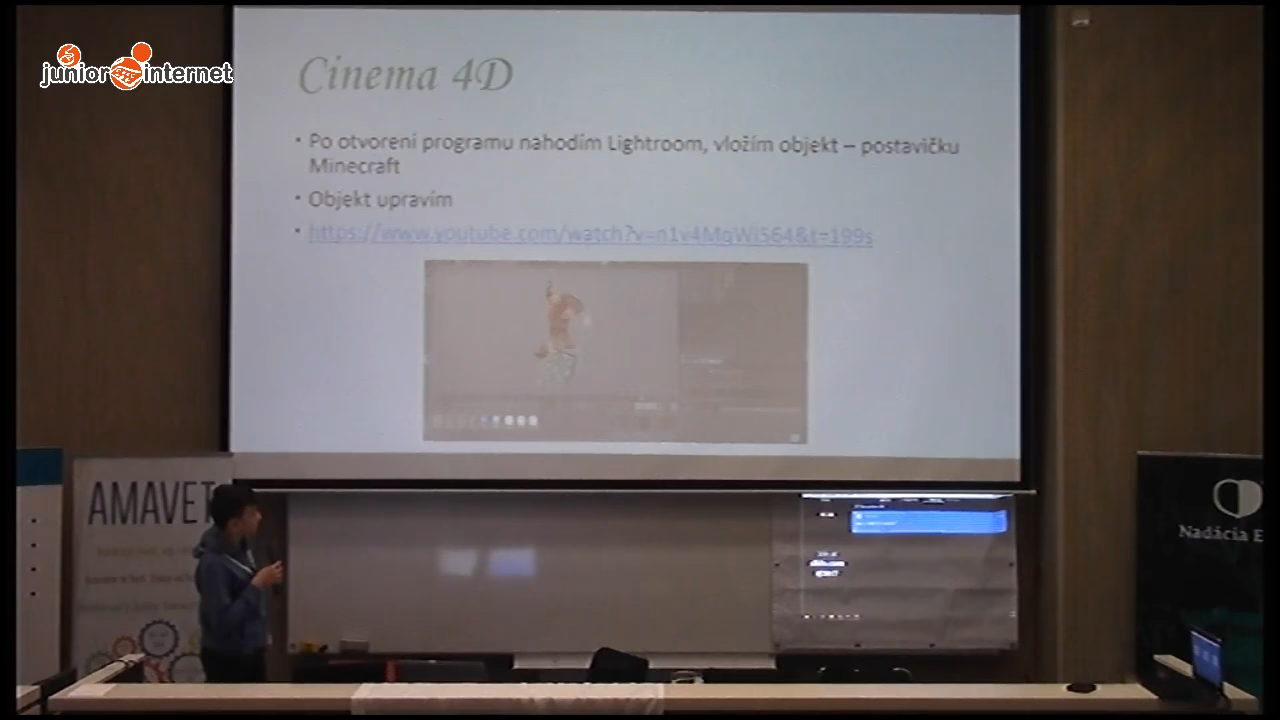 junior internet
Cinema 4D
• Po otvorení programu nahodím Lightroom, vložím objekt – postavičku
Minecraft
• Objekt upravím
• https://www.youtube.com/watch?v=n1v4MqWI564&t=199s
AMAVET
Nadácia E